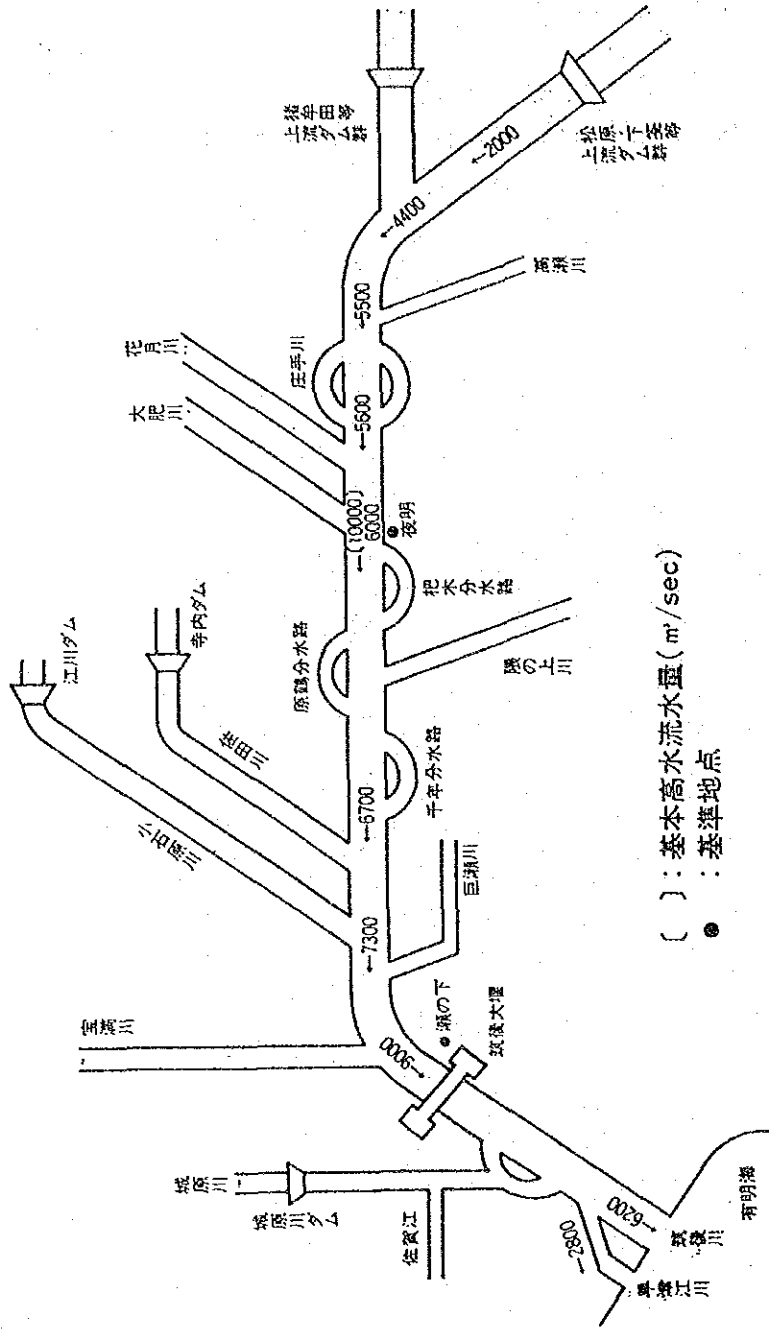 猪牟田等
上流ダム群
松原・下筌等
上流ダム群
←2000
←4400
高瀬川
←5500
庄手川
←5600
花月川
大肥川
←(10000)
6000
夜明
杷木分水路
原鶴分水路
隈の上川
千年分水路
江川ダム
寺内ダム
佐田川
小石原川
←6700
巨瀬川
←7300
宝満川
9000→
瀬の下
筑後大堰
城原川
城原川ダム
佐賀江
←2800
6200→
早津江川
筑後川
有明海
〔 〕:基本高水流水量(㎥/sec)
●:基準地点